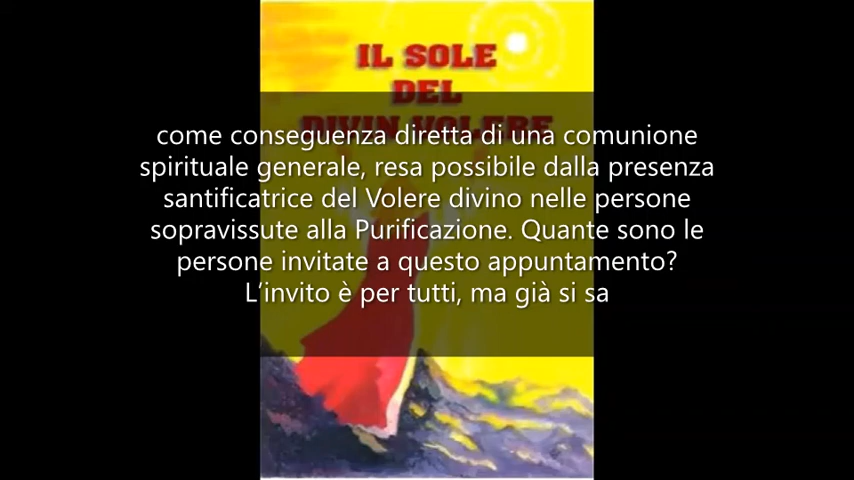 IL SOLE
DEL
DIVIN VOLERE
come conseguenza diretta di una comunione
spirituale generale, resa possibile dalla presenza
santificatrice del Volere divino nelle persone
sopravissute alla Purificazione. Quante sono le
persone invitate a questo appuntamento?
L’invito è per tutti, ma già si sa